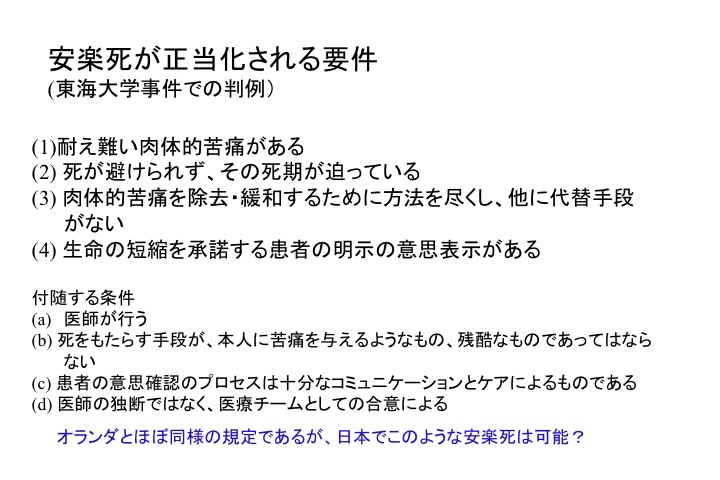 安楽死が正当化される要件
(東海大学事件での判例）
(1)耐え難い肉体的苦痛がある
(2) 死が避けられず、その死期が迫っている
(3) 肉体的苦痛を除去・緩和するために方法を尽くし、他に代替手段
がない
(4) 生命の短縮を承諾する患者の明示の意思表示がある
付随する条件
(a) 医師が行う
(b) 死をもたらす手段が、本人に苦痛を与えるようなもの、残酷なものであってはなら
ない
(c) 患者の意思確認のプロセスは十分なコミュニケーションとケアによるものである
(d) 医師の独断ではなく、医療チームとしての合意による
オランダとほぼ同様の規定であるが、日本でこのような安楽死は可能？